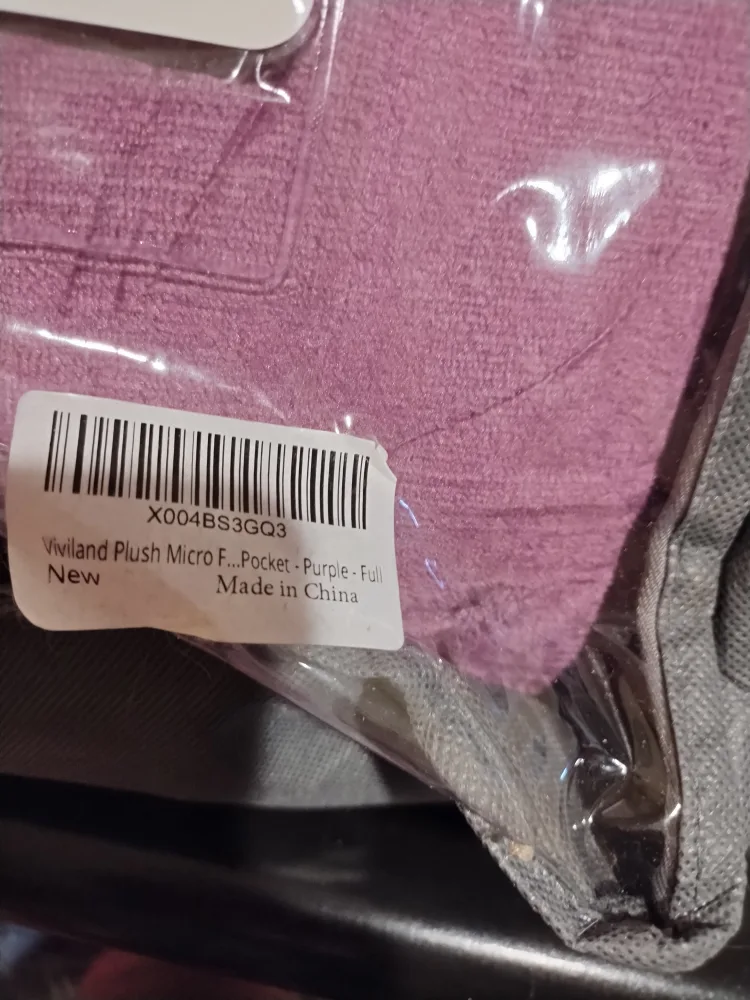 X004BS3GQ3
Viviland Plush Micro F...Pocket - Purple - Full
New Made in China